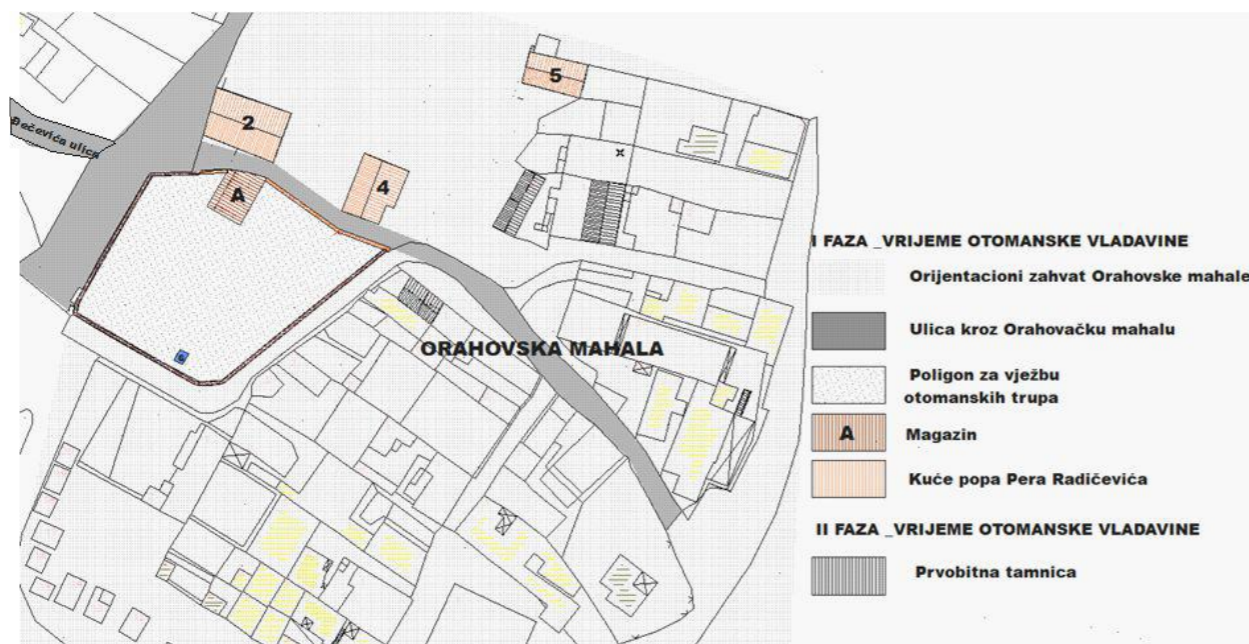 Đečevića ulica
2
5
4
A
ORAHOVSKA MAHALA
I FAZA _VRIJEME OTOMANSKE VLADAVINE
Orijentacioni zahvat Orahovske mahale
Ulica kroz Orahovačku mahalu
Poligon za vježbu
otomanskih trupa
A
Magazin
Kuće popa Pera Radičevića
II FAZA _VRIJEME OTOMANSKE VLADAVINE
Prvobitna tamnica